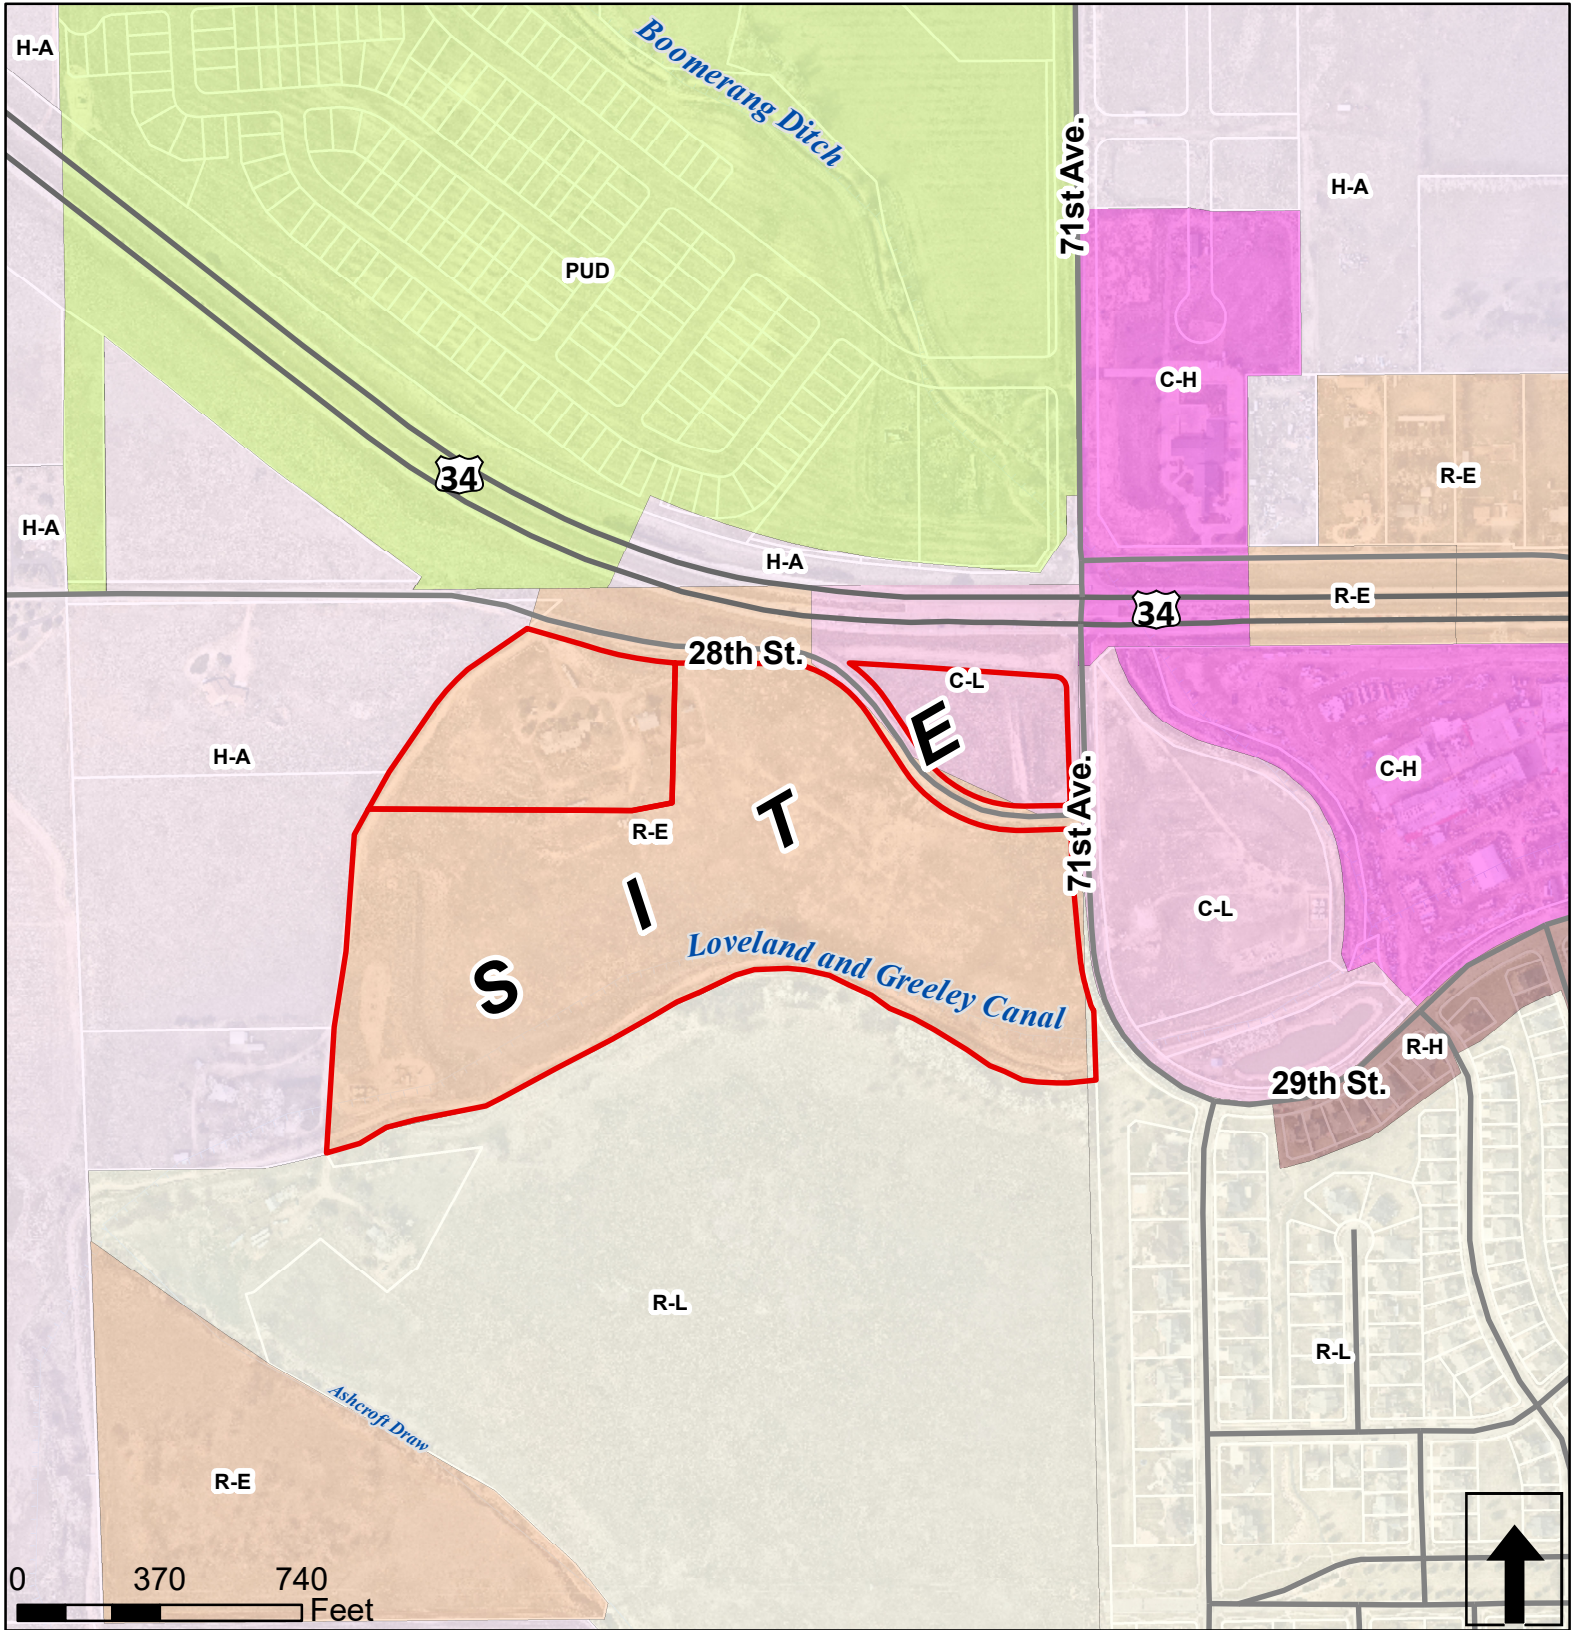 H-A
Boomerang Ditch
71st Ave.
H-A
PUD
C-H
34
R-E
H-A
H-A
R-E
34
28th St.
C-L
E
H-A
C-H
71st Ave.
T
R-E
I
C-L
S
Loveland and Greeley Canal
R-H
29th St.
R-L
R-L
Ashcroft Draw
R-E
0 370 740
Feet